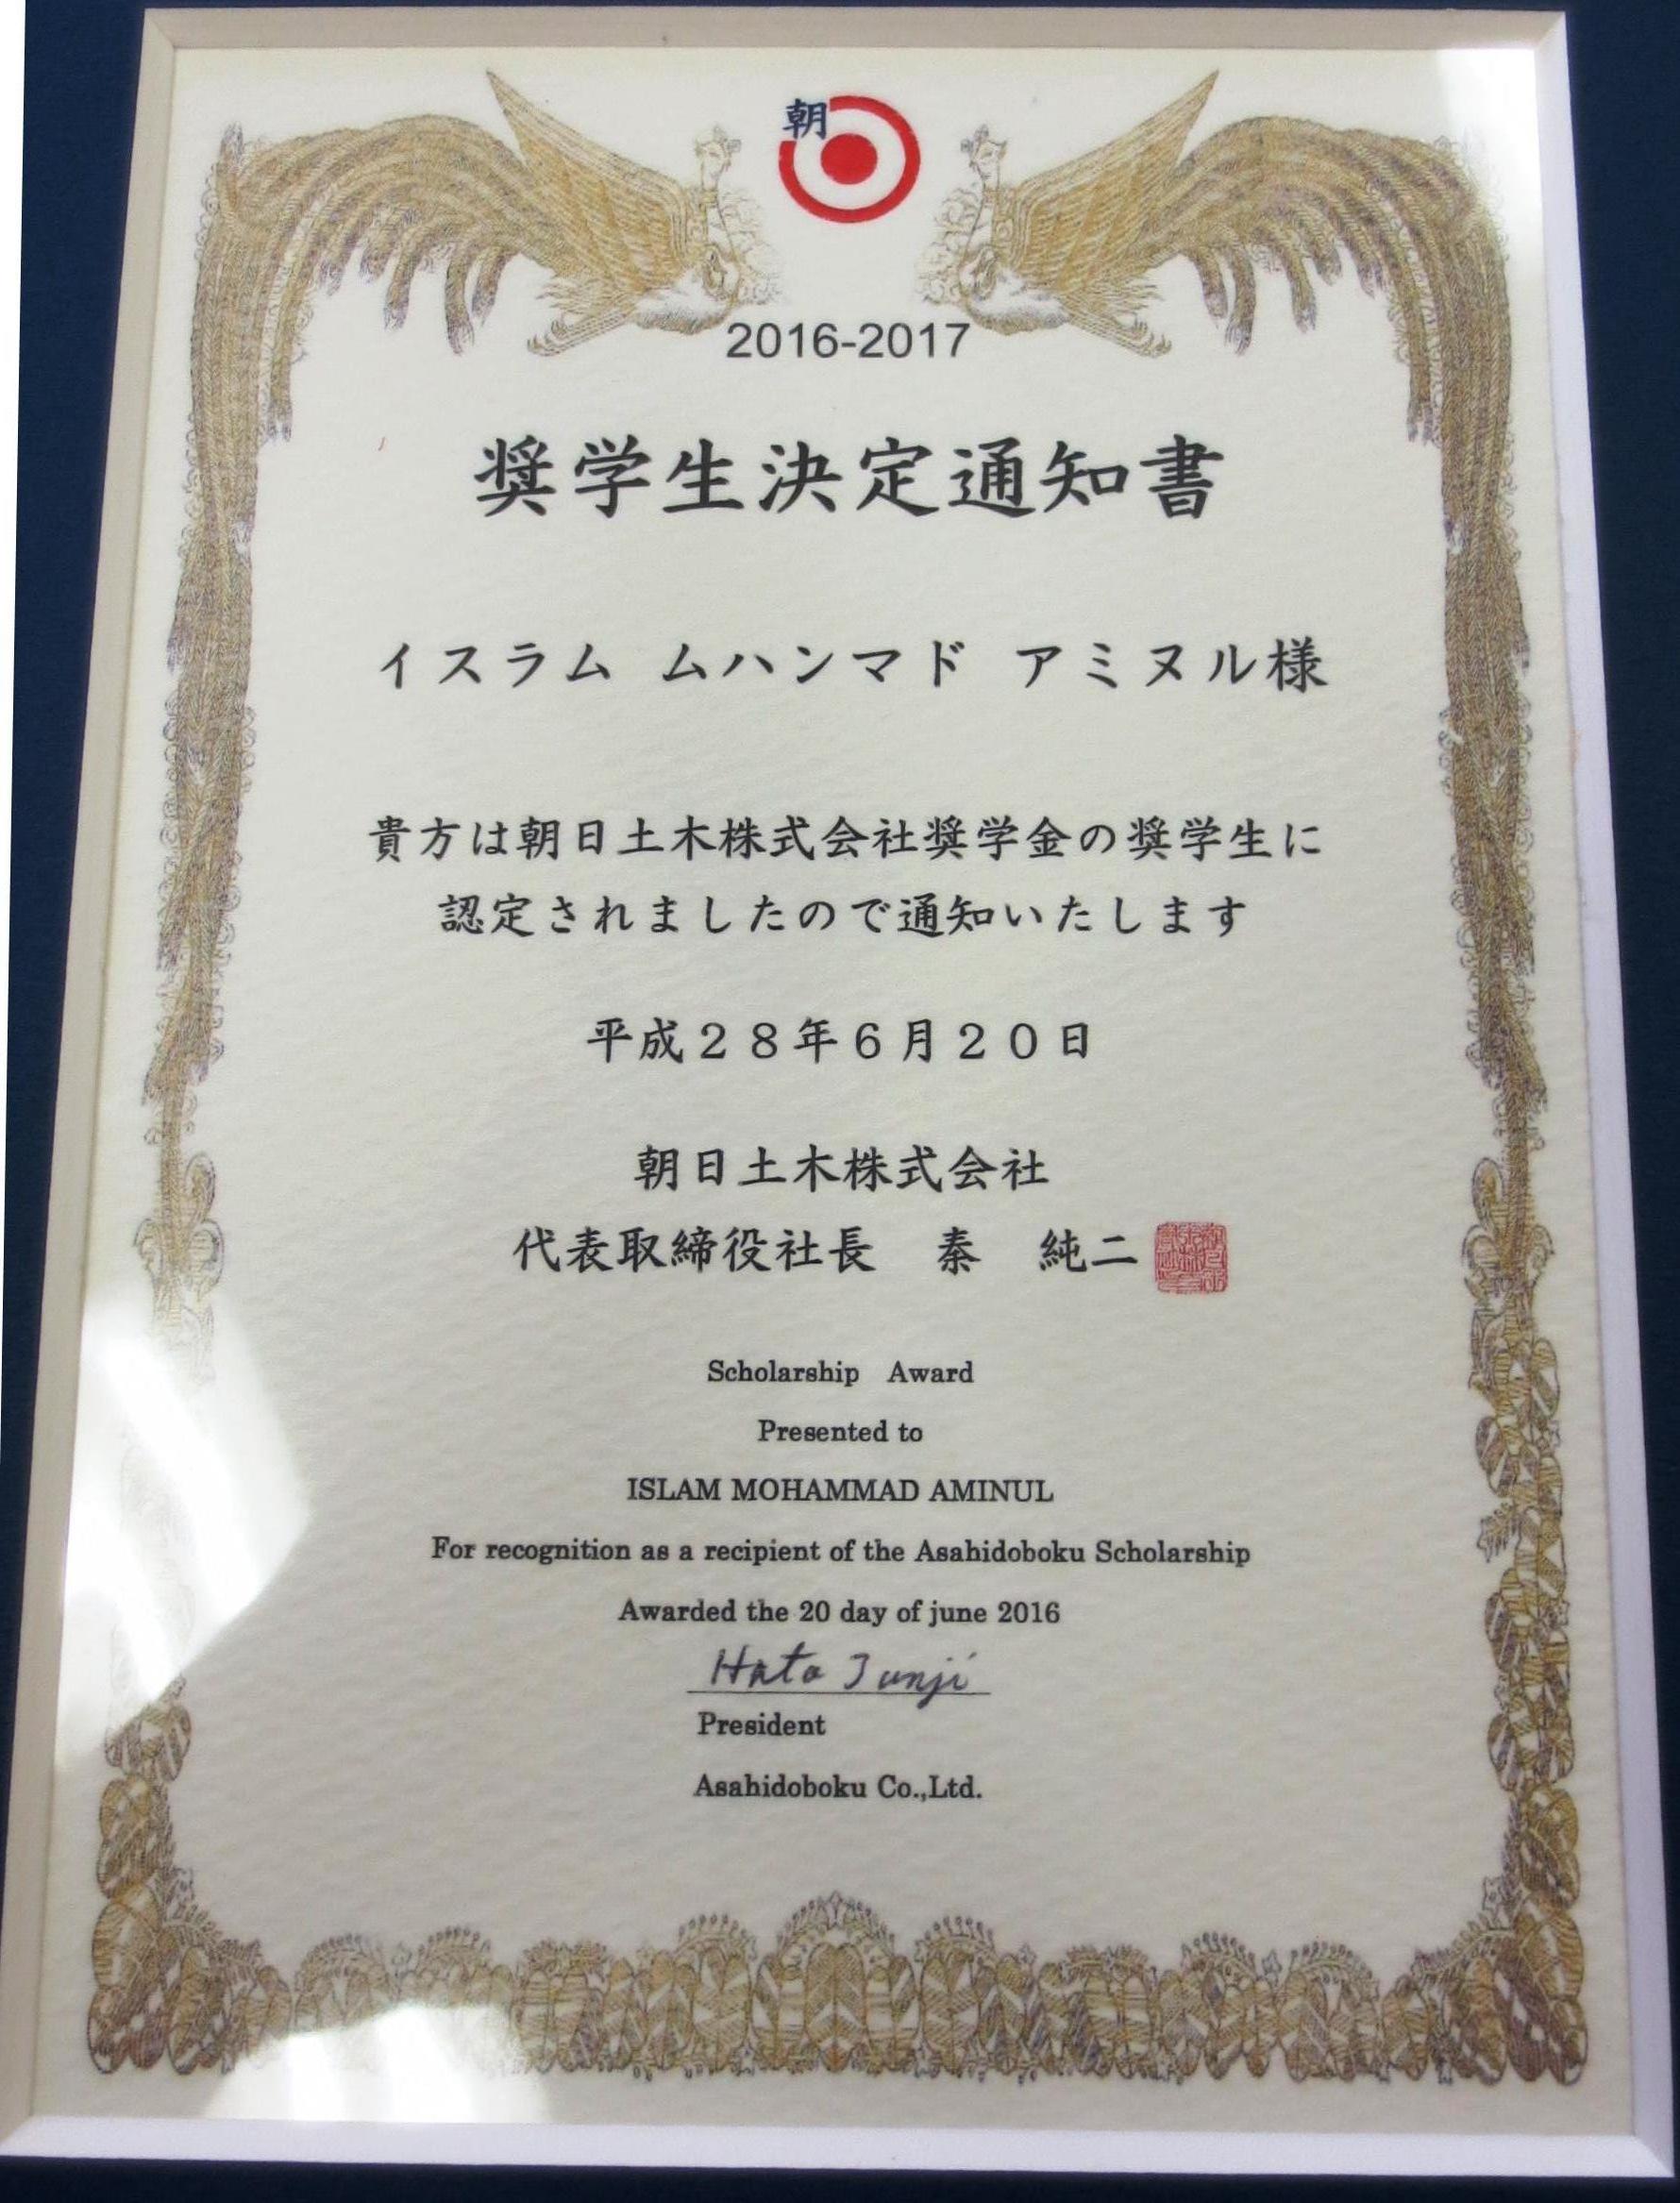 朝
2016-2017
奨学生決定通知書
イスラム ムハンマド アミヌル様
貴方は朝日土木株式会社奨学金の奨学生に
認定されましたので通知いたします
平成２８年６月２０日
朝日土木株式会社
代表取締役社長 秦 純二
Scholarship Award
Presented to
ISLAM MOHAMMAD AMINUL
For recognition as a recipient of the Asahidoboku Scholarship
Awarded the 20 day of june 2016
Hata Junji
President
Asahidoboku Co.,Ltd.